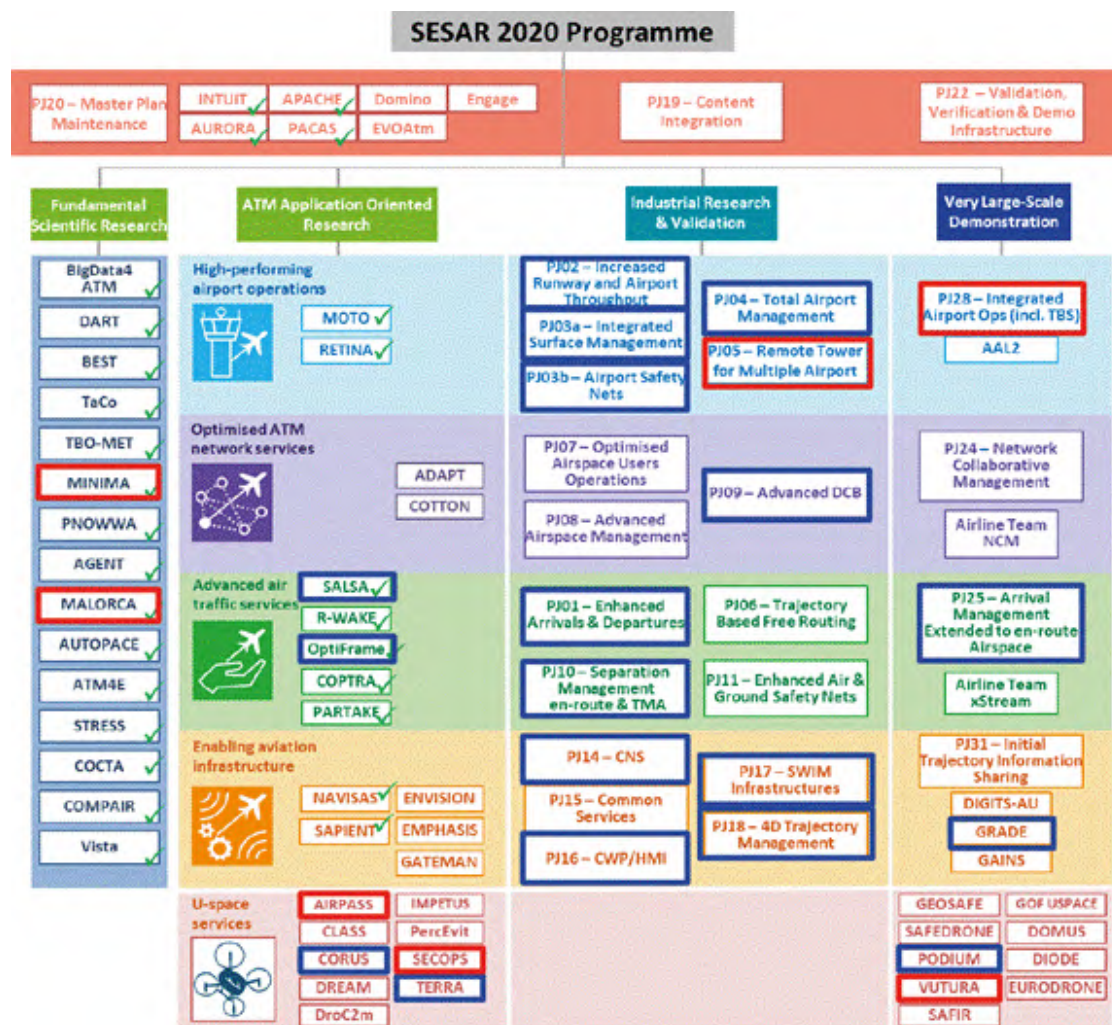 SESAR 2020 Programme
PJ20 – Master Plan
Maintenance
INTUIT
APACHE
Domino
Engage
AURORA
PACAS
EVOAtm
PJ19 – Content
Integration
PJ22 – Validation,
Verification & Demo
Infrastructure
Fundamental
Scientific Research
ATM Application Oriented
Research
Industrial Research
& Validation
Very Large-Scale
Demonstration
BigData4
ATM
DART
BEST
TaCo
TBO-MET
MINIMA
PNOWWA
AGENT
MALORCA
AUTOPACE
ATM4E
STRESS
COCTA
COMPAIR
Vista
High-performing
airport operations
MOTO
RETINA
PJ02 – Increased
Runway and Airport
Throughput
PJ03a – Integrated
Surface Management
PJ03b – Airport Safety
Nets
PJ04 – Total Airport
Management
PJ05 – Remote Tower
for Multiple Airport
PJ28 – Integrated
Airport Ops (incl. TBS)
AAL2
Optimised ATM
network services
ADAPT
COTTON
PJ07 – Optimised
Airspace Users
Operations
PJ08 – Advanced
Airspace Management
PJ09 – Advanced DCB
PJ24 – Network
Collaborative
Management
Airline Team
NCM
Advanced air
traffic services
SALSA
R-WAKE
OptiFrame
COPTRA
PARTAKE
PJ01 – Enhanced
Arrivals & Departures
PJ10 – Separation
Management
en-route & TMA
PJ06 – Trajectory
Based Free Routing
PJ11 – Enhanced Air &
Ground Safety Nets
PJ25 – Arrival
Management
Extended to en-route
Airspace
Airline Team
xStream
Enabling aviation
infrastructure
NAVISAS
ENVISION
SAPIENT
EMPHASIS
GATEMAN
PJ14 – CNS
PJ15 – Common
Services
PJ16 – CWP/HMI
PJ17 – SWIM
Infrastructures
PJ18 – 4D Trajectory
Management
PJ31 – Initial
Trajectory Information
Sharing
DIGITS-AU
GRADE
GAINS
U-space
services
AIRPASS
IMPETUS
CLASS
PercEvit
CORUS
SECOPS
DREAM
TERRA
DroC2m
GEOSAFE
GOF USPACE
SAFEDRONE
DOMUS
PODIUM
DIODE
VUTURA
EURODRONE
SAFIR